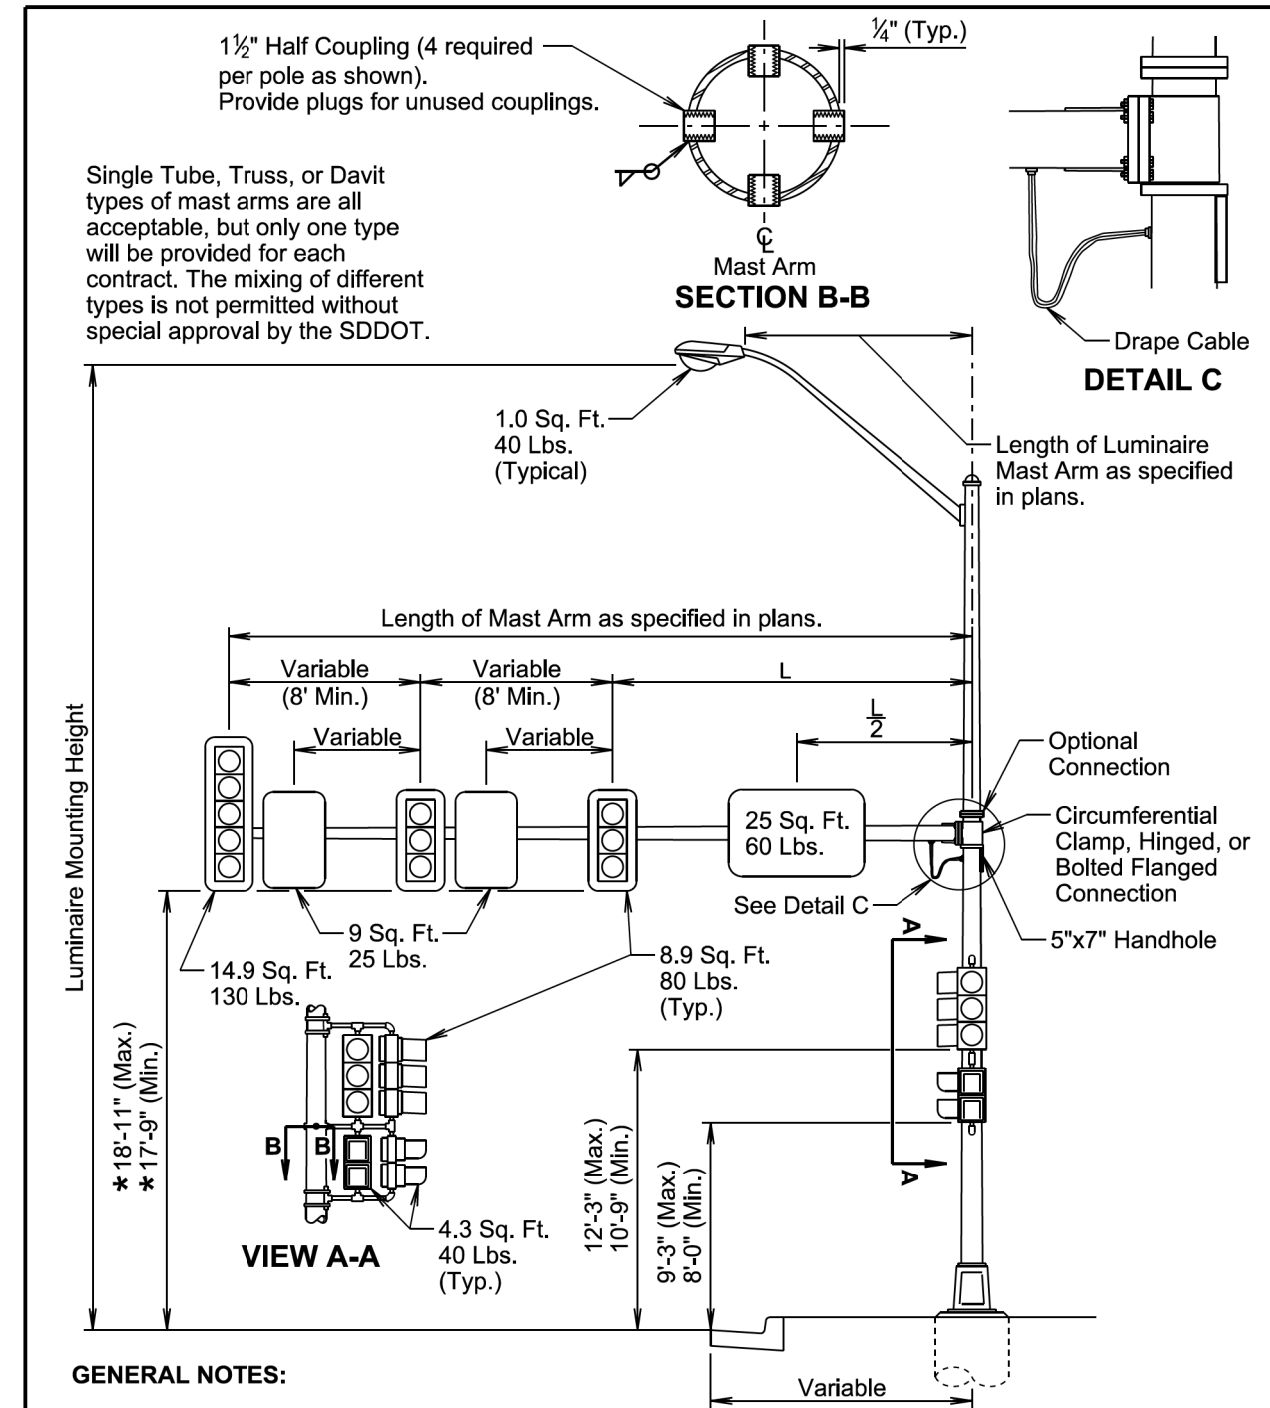 1½" Half Coupling (4 required
per pole as shown).
Provide plugs for unused couplings.
¼" (Typ.)
Single Tube, Truss, or Davit
types of mast arms are all
acceptable, but only one type
will be provided for each
contract. The mixing of different
types is not permitted without
special approval by the SDDOT.
℄
Mast Arm
SECTION B-B
Drape Cable
DETAIL C
1.0 Sq. Ft.
40 Lbs.
(Typical)
Length of Luminaire
Mast Arm as specified
in plans.
Length of Mast Arm as specified in plans.
Variable
(8' Min.)
Variable
(8' Min.)
L
Variable
Variable
L
2
Optional
Connection
Luminaire Mounting Height
25 Sq. Ft.
60 Lbs.
Circumferential
Clamp, Hinged, or
Bolted Flanged
Connection
See Detail C
5"x7" Handhole
9 Sq. Ft.
25 Lbs.
14.9 Sq. Ft.
130 Lbs.
8.9 Sq. Ft.
80 Lbs.
(Typ.)
A
A
*18'-11" (Max.)
*17'-9" (Min.)
B
B
12'-3" (Max.)
10'-9" (Min.)
9'-3" (Max.)
8'-0" (Min.)
4.3 Sq. Ft.
40 Lbs.
(Typ.)
VIEW A-A
GENERAL NOTES:
Variable